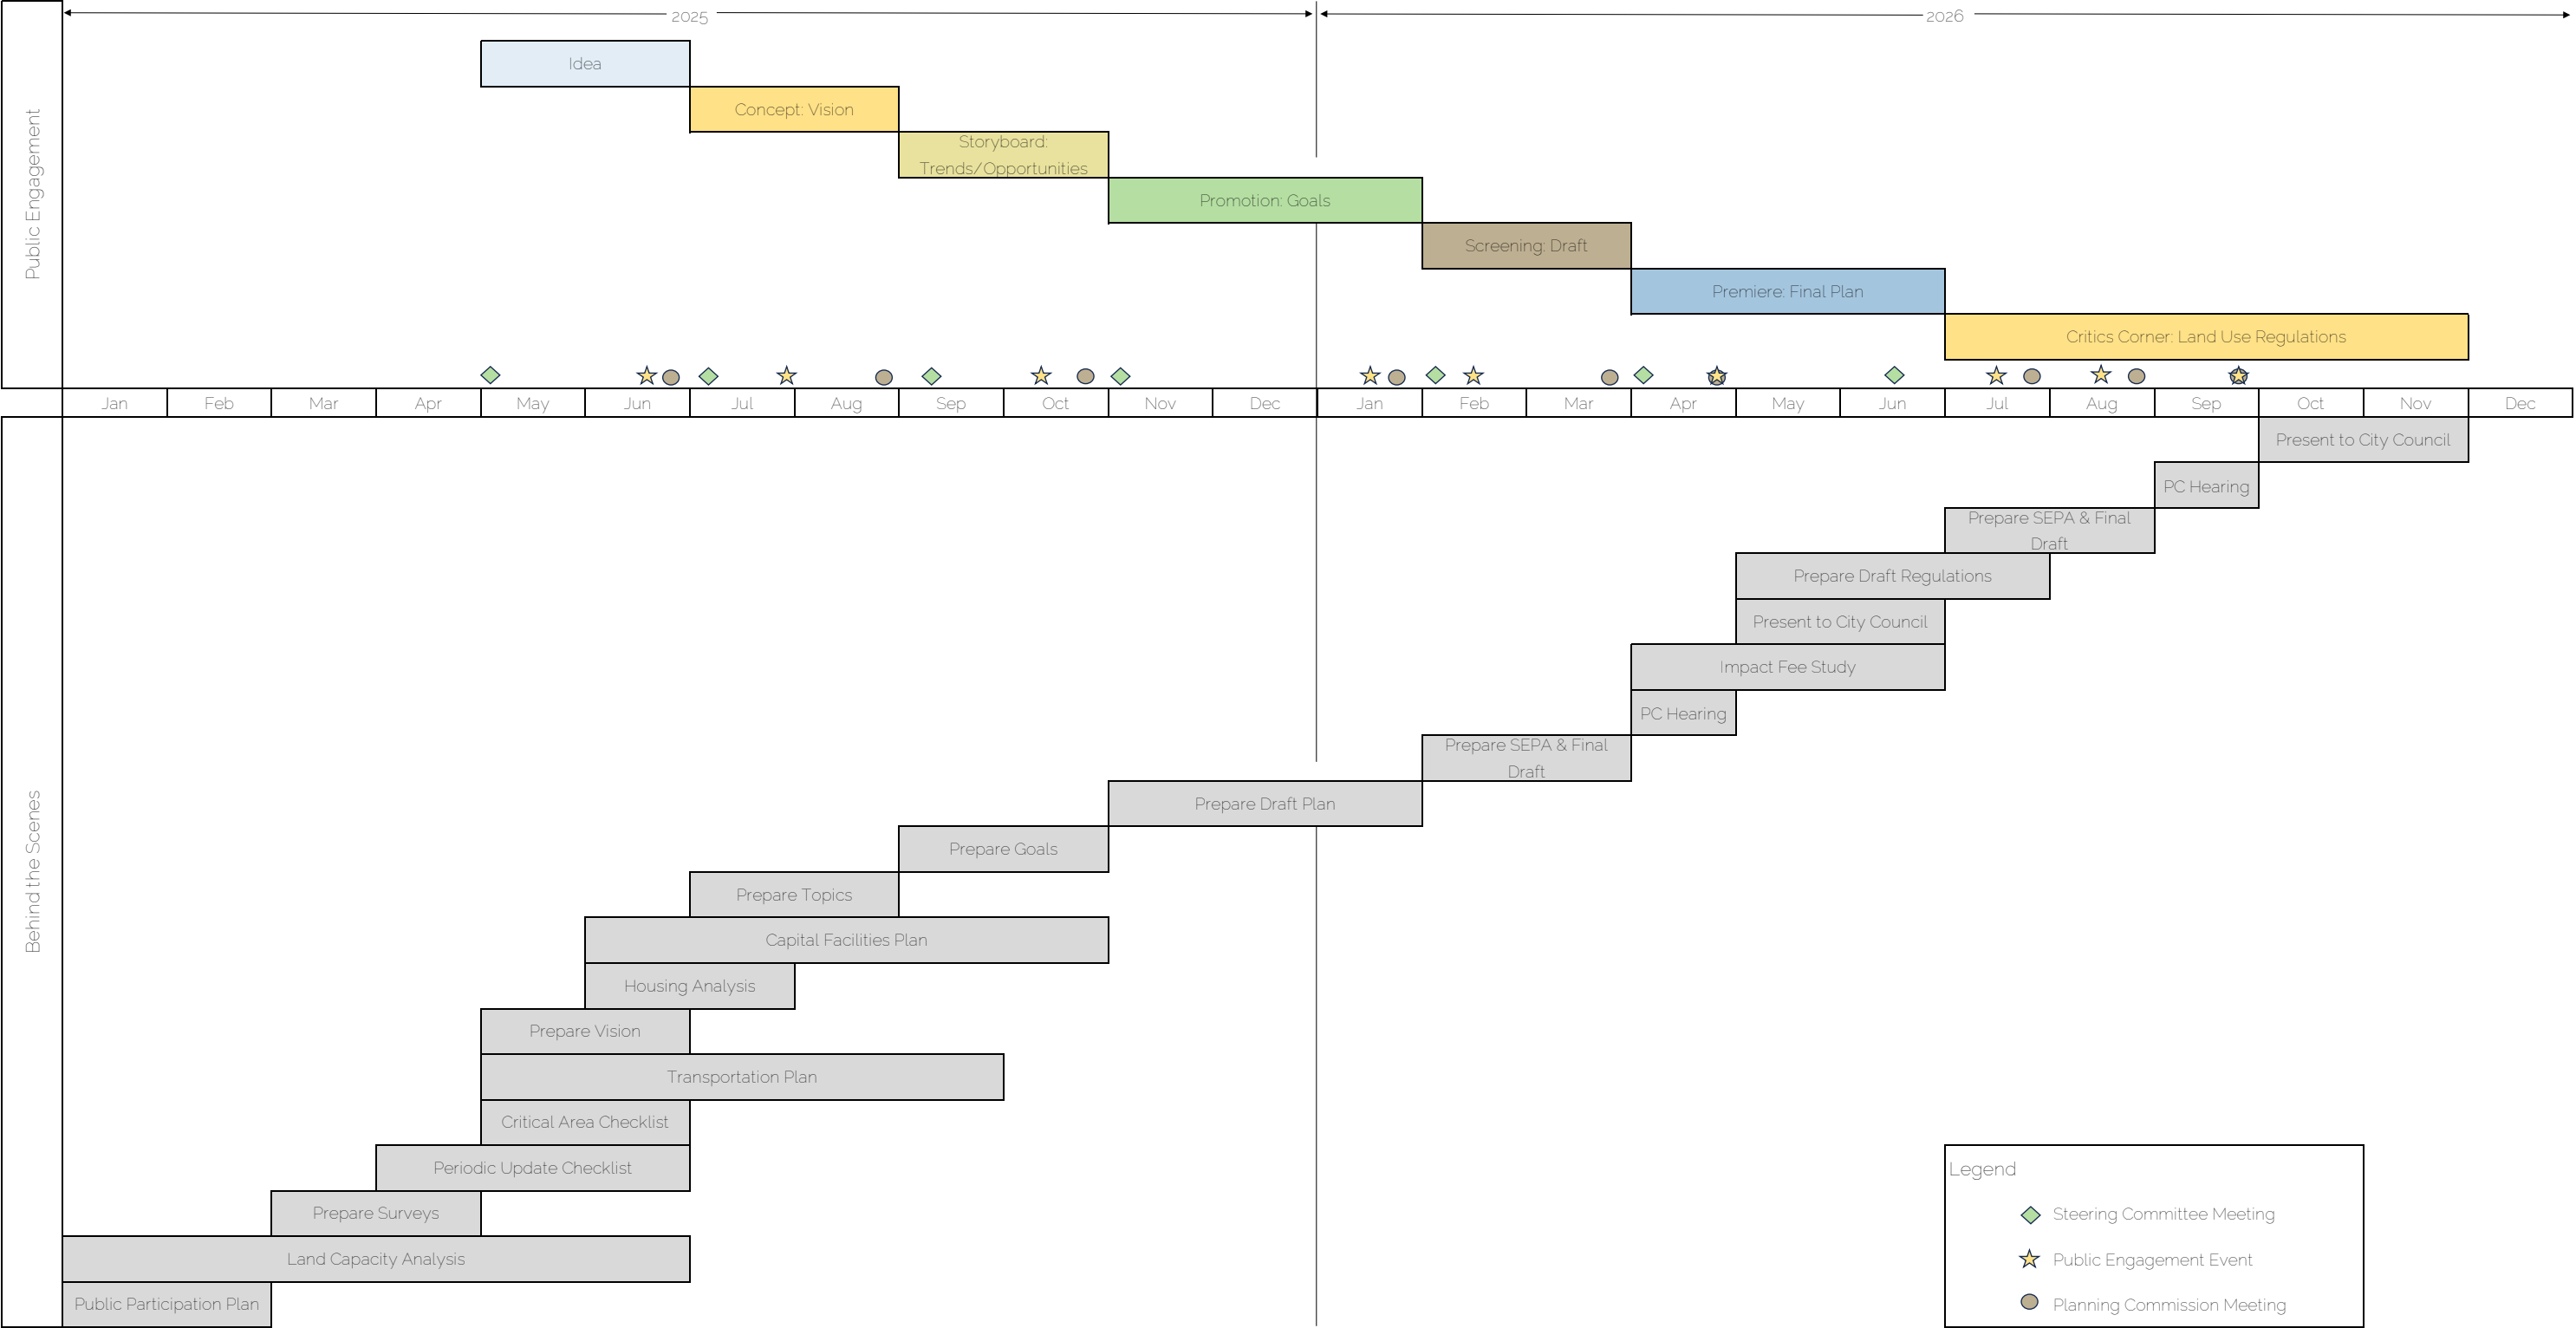 2025
2026
Public Engagement
Idea
Concept: Vision
Storyboard:
Trends/Opportunities
Promotion: Goals
Screening: Draft
Premiere: Final Plan
Critics Corner: Land Use Regulations
Jan Feb Mar Apr May Jun Jul Aug Sep Oct Nov Dec Jan Feb Mar Apr May Jun Jul Aug Sep Oct Nov Dec
Behind the Scenes
Present to City Council
PC Hearing
Prepare SEPA & Final
Draft
Prepare Draft Regulations
Present to City Council
Impact Fee Study
PC Hearing
Prepare SEPA & Final
Draft
Prepare Draft Plan
Prepare Goals
Prepare Topics
Capital Facilities Plan
Housing Analysis
Prepare Vision
Transportation Plan
Critical Area Checklist
Periodic Update Checklist
Prepare Surveys
Land Capacity Analysis
Public Participation Plan
Legend
Steering Committee Meeting
Public Engagement Event
Planning Commission Meeting